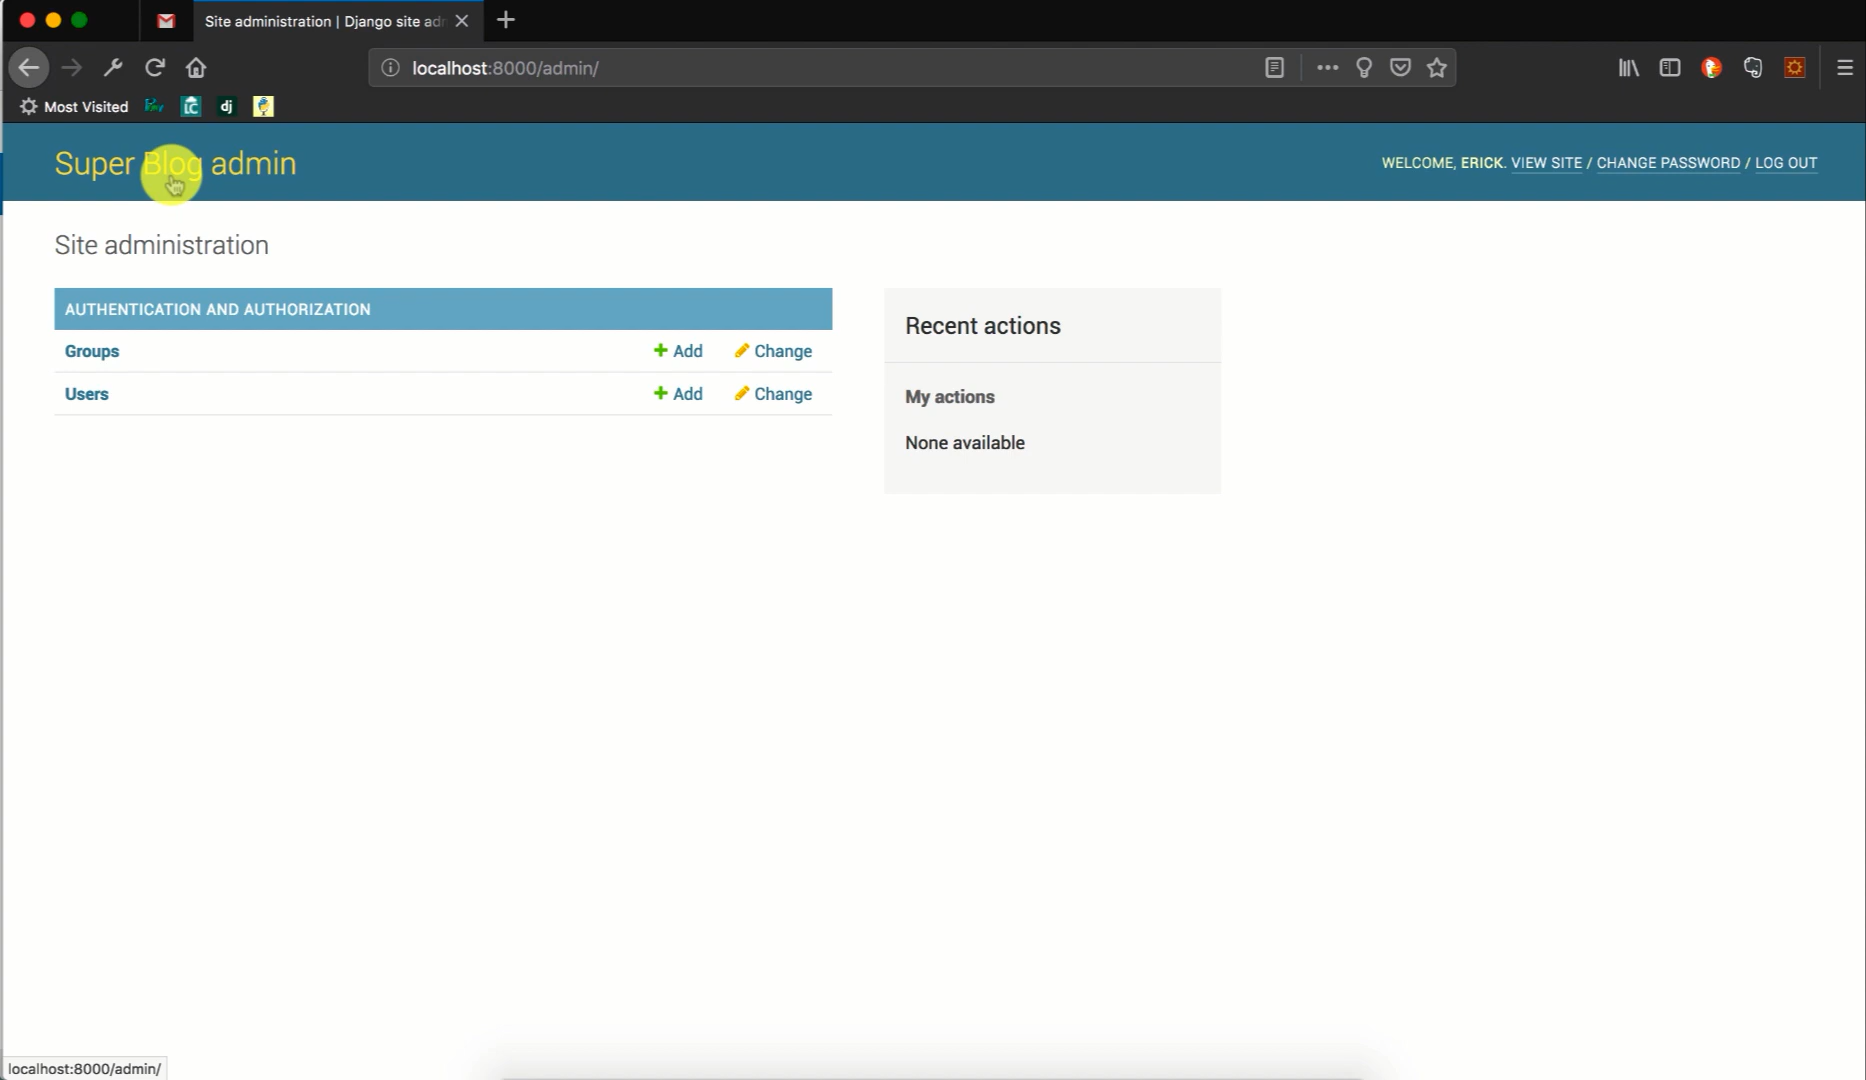 Site administration | Django site adr
localhost:8000/admin/
Most Visited
LC
dj
Super Blog admin
WELCOME, ERICK. VIEW SITE / CHANGE PASSWORD / LOG OUT
Site administration
AUTHENTICATION AND AUTHORIZATION
Groups + Add Change
Users + Add Change
Recent actions
My actions
None available
localhost:8000/admin/